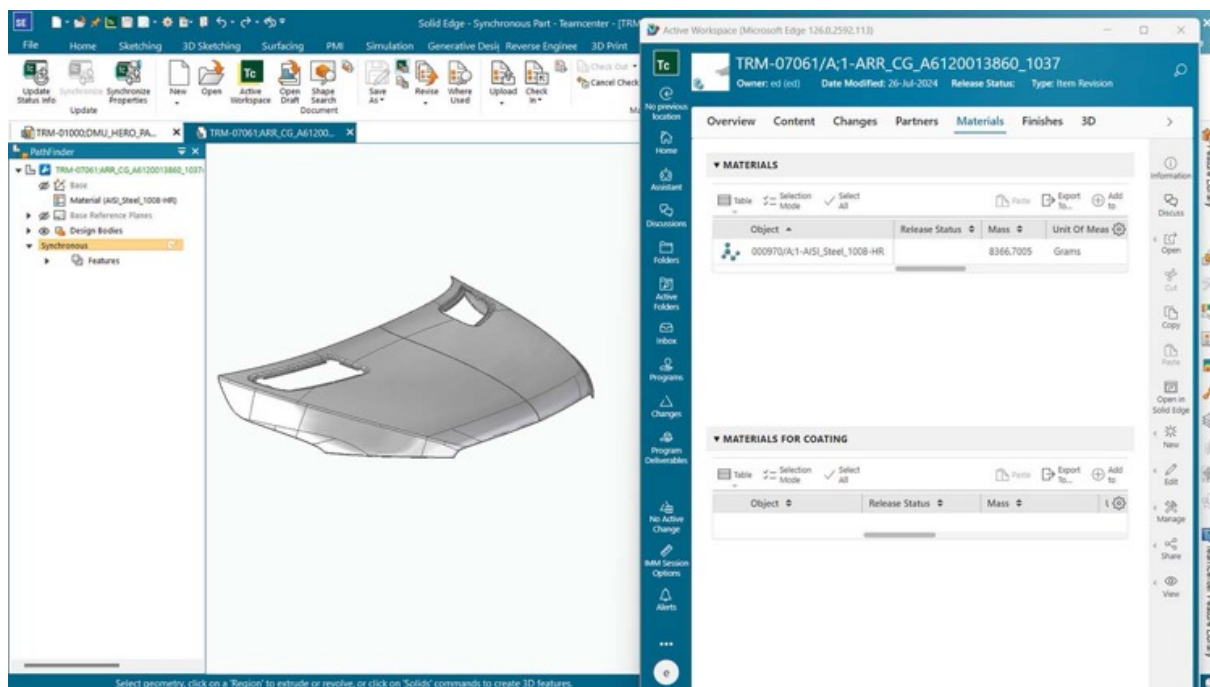 SE
Solid Edge - Synchronous Part - Teamcenter - [TRM
File Home Sketching 3D Sketching Surfacing PMI Simulation Generative Desig Reverse Enginee 3D Print
Update Status Info
Synchronize
Synchronize Properties
New
Open
Tc
Active Workspace
Open Draft
Shape Search
Save As
Revise
Where Used
Upload
Check In
Check Out
Cancel Check
Update
Document
TRM-01000;DMU_HERO_PA...
TRM-07061;ARR_CG_A61200...
PathFinder
TRM-07061;ARR_CG_A6120013860_1037
Base
Material (AISI_Steel_1008-HR)
Base Reference Planes
Design Bodies
Synchronous
Features
Select geometry, click on a 'Region' to extrude or revolve, or click on 'Solids' commands to create 3D features.
Active Workspace (Microsoft Edge 126.0.2592.113)
Tc
TRM-07061/A;1-ARR_CG_A6120013860_1037
Owner: ed (ed) Date Modified: 26-Jul-2024 Release Status: Type: Item Revision
No previous location
Home
Assistant
Discussions
Folders
Active Folders
Inbox
Programs
Changes
Program Deliverables
No Active Change
IMM Session Options
Alerts
e
Overview Content Changes Partners Materials Finishes 3D
MATERIALS
Table Selection Mode Select All Paste Export To... Add to
Object Release Status Mass Unit Of Meas
000970/A;1-AISI_Steel_1008-HR 8366.7005 Grams
MATERIALS FOR COATING
Table Selection Mode Select All Paste Export To... Add to
Object Release Status Mass
Information
Discuss
Open
Cut
Copy
Paste
Open in Solid Edge
New
Edit
Manage
Share
View